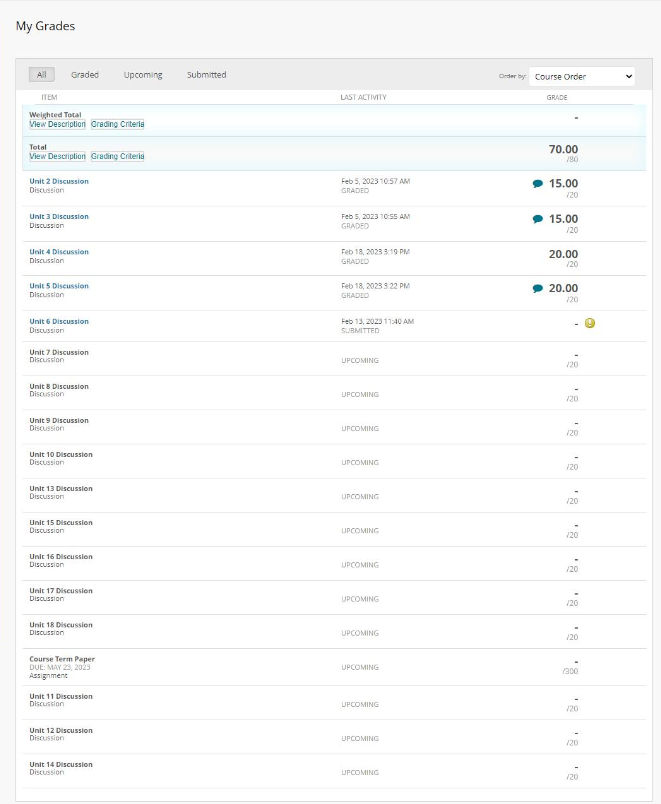 My Grades
All Graded Upcoming Submitted Order by: Course Order
ITEM LAST ACTIVITY GRADE
Weighted Total
View Description Grading Criteria
-
Total
View Description Grading Criteria
70.00
/80
Unit 2 Discussion
Discussion
Feb 5, 2023 10:57 AM
GRADED
15.00
/20
Unit 3 Discussion
Discussion
Feb 5, 2023 10:55 AM
GRADED
15.00
/20
Unit 4 Discussion
Discussion
Feb 18, 2023 3:19 PM
GRADED
20.00
/20
Unit 5 Discussion
Discussion
Feb 18, 2023 3:22 PM
GRADED
20.00
/20
Unit 6 Discussion
Discussion
Feb 13, 2023 11:40 AM
SUBMITTED
-
Unit 7 Discussion
Discussion
UPCOMING
-
/20
Unit 8 Discussion
Discussion
UPCOMING
-
/20
Unit 9 Discussion
Discussion
UPCOMING
-
/20
Unit 10 Discussion
Discussion
UPCOMING
-
/20
Unit 13 Discussion
Discussion
UPCOMING
-
/20
Unit 15 Discussion
Discussion
UPCOMING
-
/20
Unit 16 Discussion
Discussion
UPCOMING
-
/20
Unit 17 Discussion
Discussion
UPCOMING
-
/20
Unit 18 Discussion
Discussion
UPCOMING
-
/20
Course Term Paper
DUE: MAY 23, 2023
Assignment
UPCOMING
-
/300
Unit 11 Discussion
Discussion
UPCOMING
-
/20
Unit 12 Discussion
Discussion
UPCOMING
-
/20
Unit 14 Discussion
Discussion
UPCOMING
-
/20